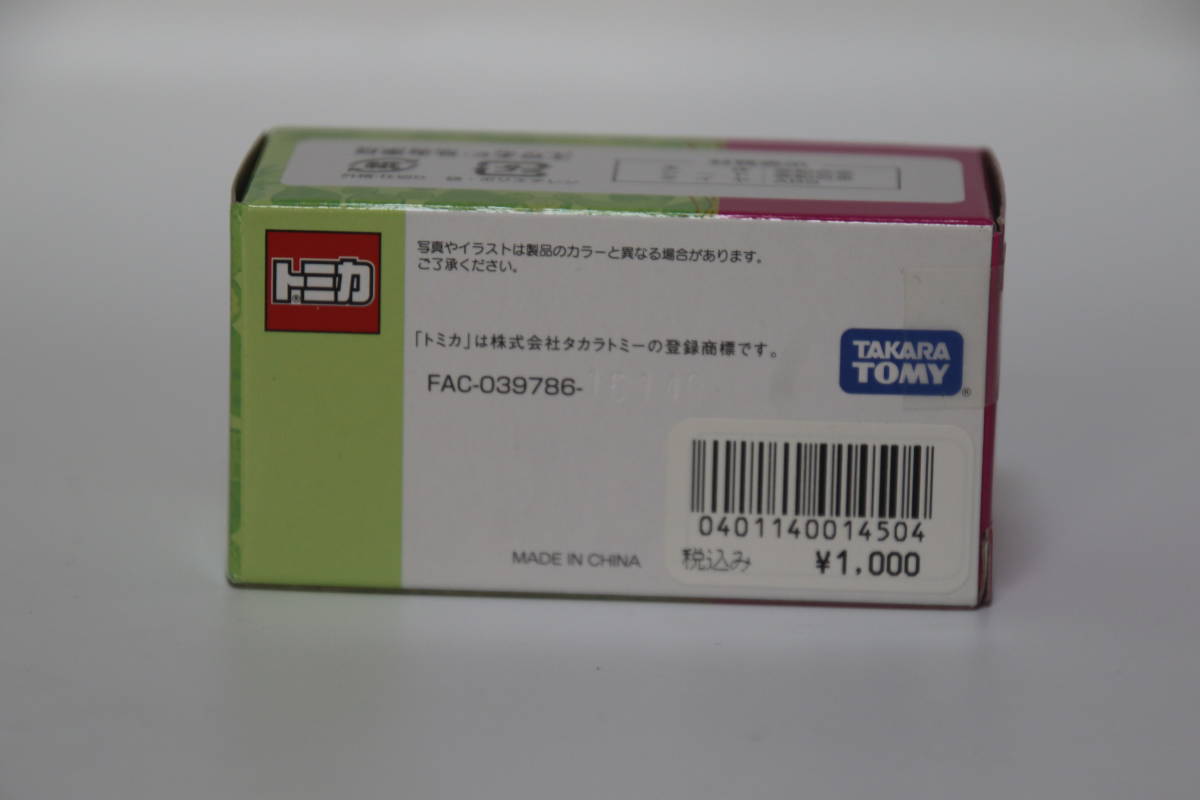 トミカ
写真やイラストは製品のカラーと異なる場合があります。
ご了承ください。
「トミカ」は株式会社タカラトミーの登録商標です。
FAC-039786-
TAKARA
TOMY
0401140014504
税込み ¥1,000
MADE IN CHINA